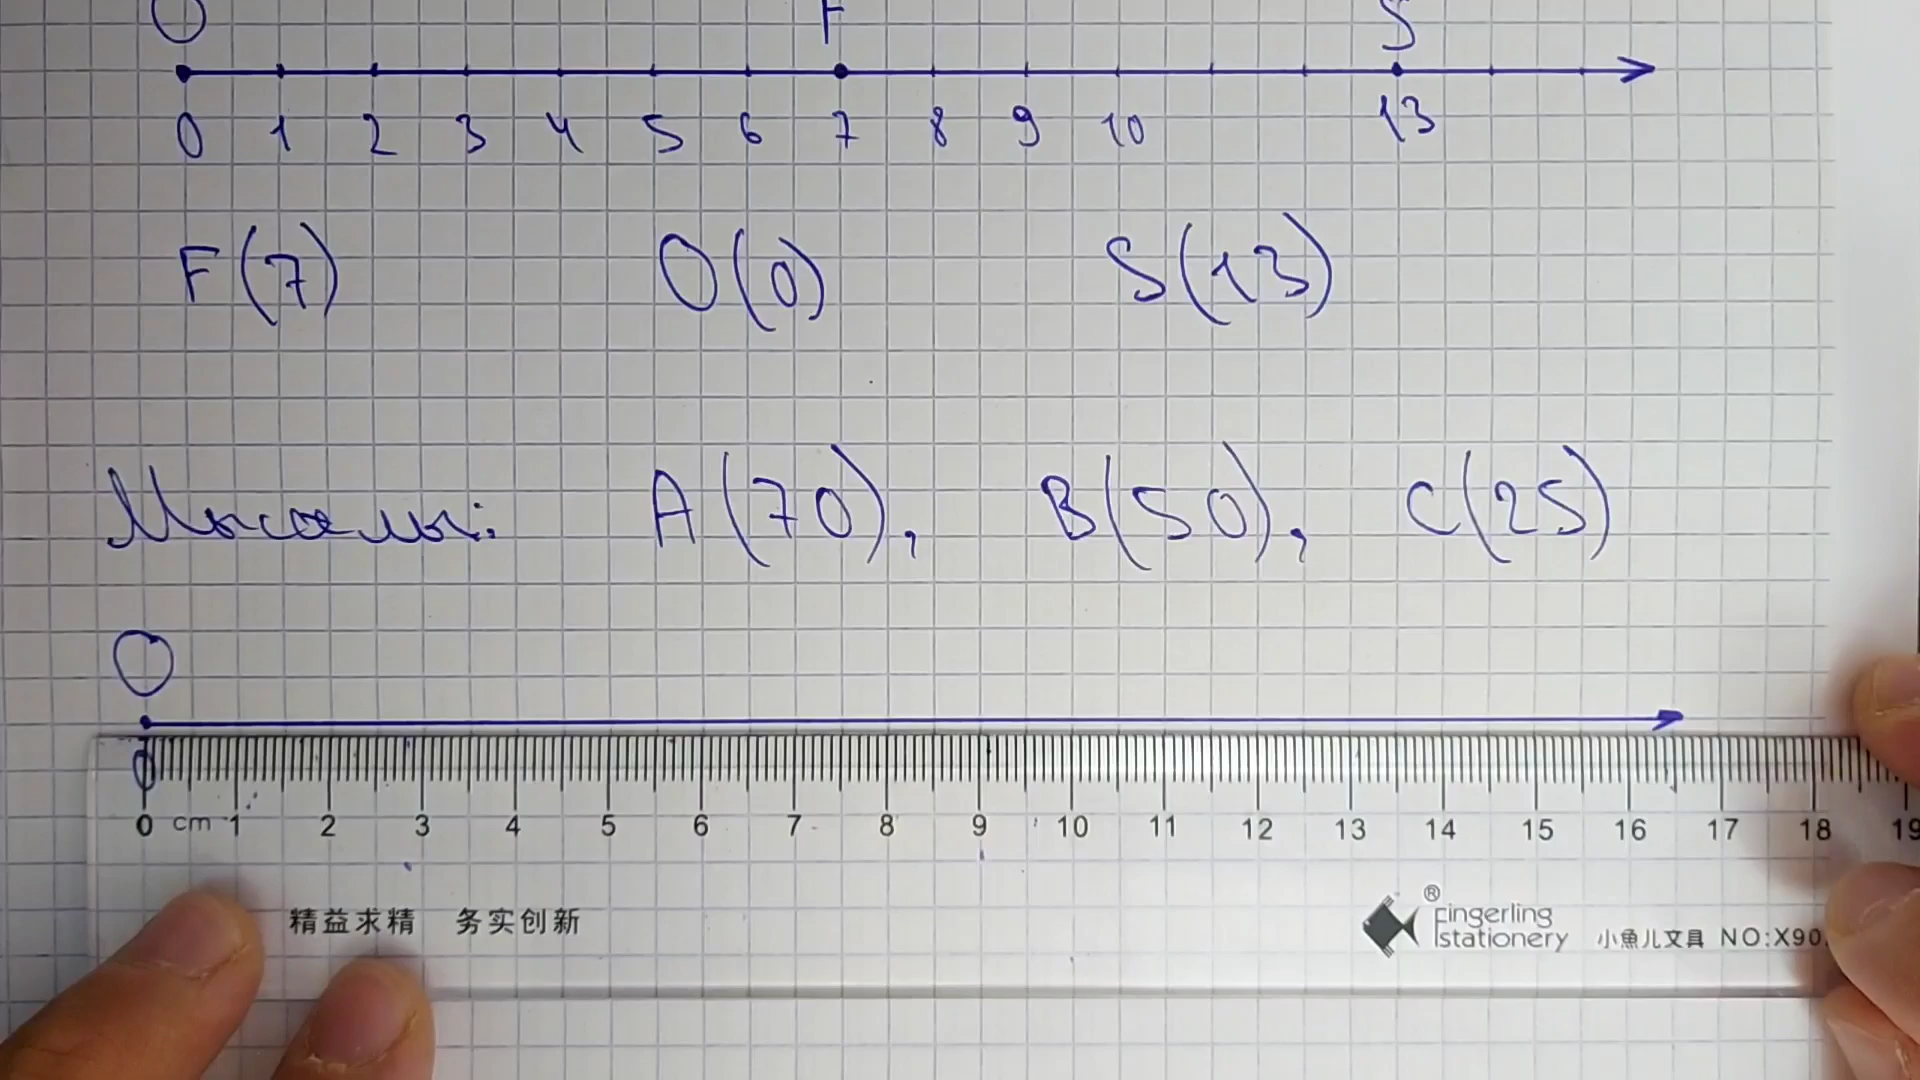 O F S
0 1 2 3 4 5 6 7 8 9 10 13
F(7) O(0) S(13)
Мысалы: A(70), B(50), C(25)
O
0
0 cm 1 2 3 4 5 6 7 8 9 10 11 12 13 14 15 16 17 18 19
精益求精 务实创新
® Fingerling stationery 小魚儿文具 NO:X90